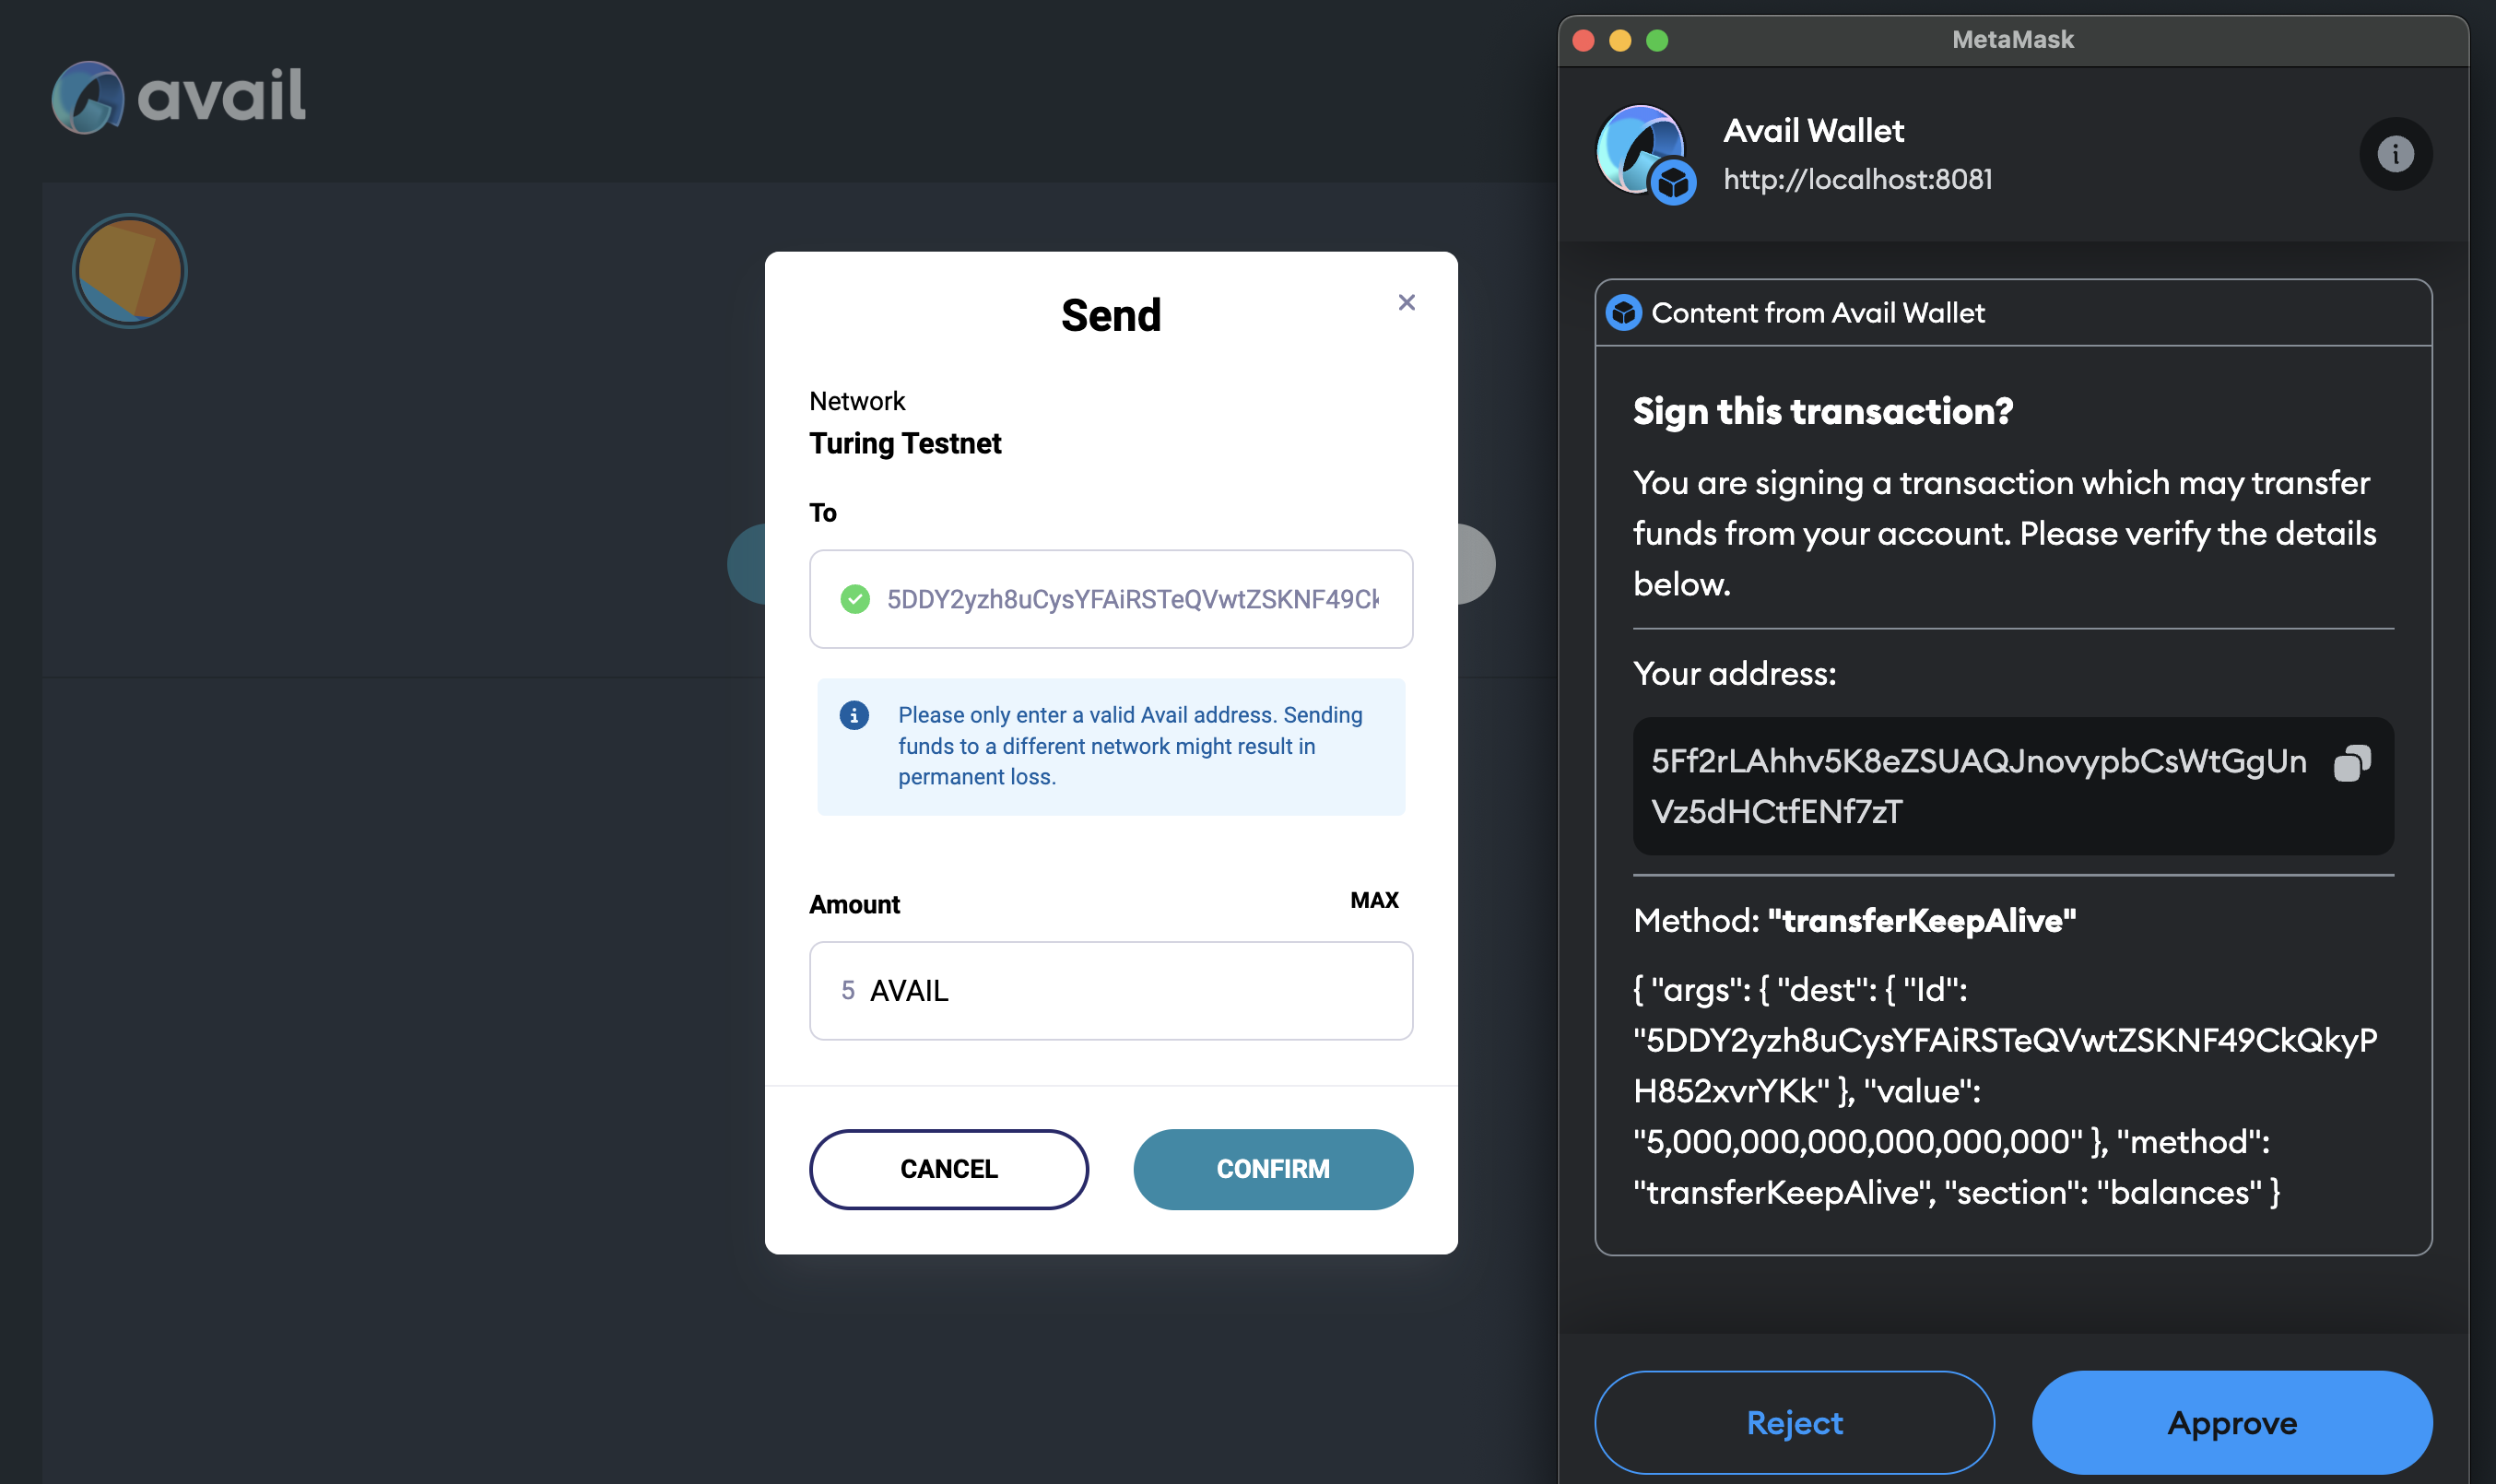 avail
Send
Network
Turing Testnet
To
5DDY2yzh8uCysYFAiRSTeQVwtZSKNF49Ck
Please only enter a valid Avail address. Sending
funds to a different network might result in
permanent loss.
Amount
MAX
5 AVAIL
CANCEL
CONFIRM
MetaMask
Avail Wallet
http://localhost:8081
Content from Avail Wallet
Sign this transaction?
You are signing a transaction which may transfer
funds from your account. Please verify the details
below.
Your address:
5Ff2rLAhhv5K8eZSUAQJnovypbCsWtGgUn
Vz5dHCtfENf7zT
Method: "transferKeepAlive"
{ "args": { "dest": { "Id":
"5DDY2yzh8uCysYFAiRSTeQVwtZSKNF49CkQkyP
H852xvrYKk" }, "value":
"5,000,000,000,000,000,000" }, "method":
"transferKeepAlive", "section": "balances" }
Reject
Approve